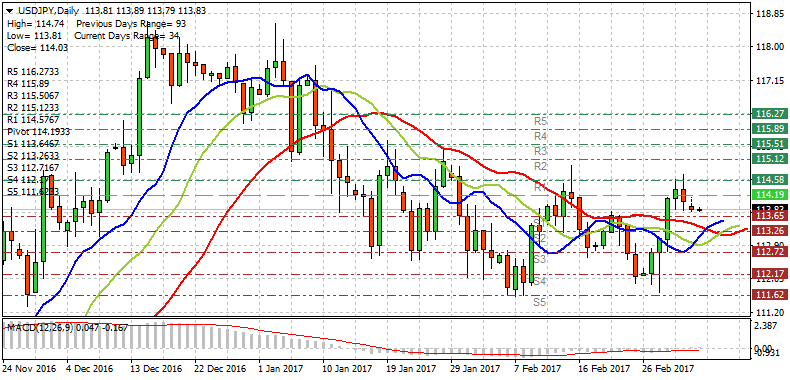 USDJPY,Daily 113.81 113.89 113.79 113.83
High= 114.74 Previous Days Range= 93
Low= 113.81 Current Days Range= 34
Close= 114.03
R5 116.2733
R4 115.89
R3 115.5067
R2 115.1233
R1 114.5767
Pivot 114.1933
S1 113.6467
S2 113.2633
S3 112.7167
S4
S5
R5
R4
R3
R2
R1
S2
S3
S4
S5
118.85
118.00
117.15
116.27
115.89
115.51
115.12
114.58
114.19
113.65
113.26
112.72
112.17
111.62
111.20
MACD(12,26,9) 0.047 -0.167
2.387
0.00
-0.931
24 Nov 2016 4 Dec 2016 13 Dec 2016 22 Dec 2016 1 Jan 2017 10 Jan 2017 19 Jan 2017 29 Jan 2017 7 Feb 2017 16 Feb 2017 26 Feb 2017